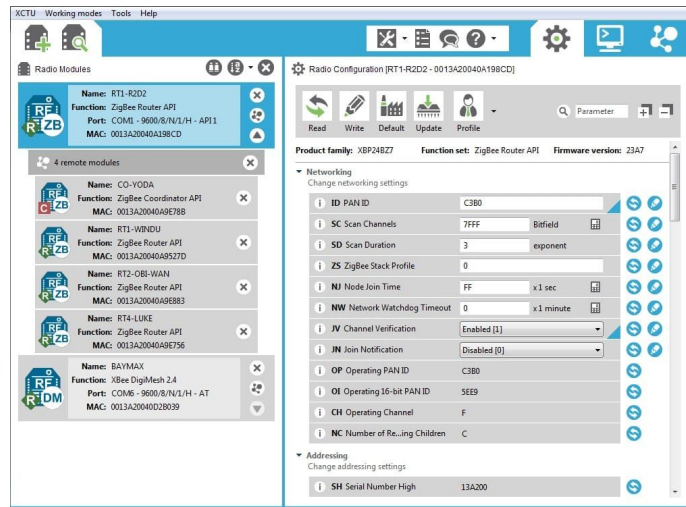 XCTU Working modes Tools Help
Radio Modules
Name: RT1-R2D2
Function: ZigBee Router API
Port: COM1 - 9600/8/N/1/H - API 1
MAC: 0013A20040A198CD
4 remote modules
Name: CO-YODA
Function: ZigBee Coordinator API
MAC: 0013A20040A9E78B
Name: RT1-WINDU
Function: ZigBee Router API
MAC: 0013A20040A9527D
Name: RT2-OBI-WAN
Function: ZigBee Router API
MAC: 0013A20040A9E883
Name: RT4-LUKE
Function: ZigBee Router API
MAC: 0013A20040A9E756
Name: BAYMAX
Function: XBee DigiMesh 2.4
Port: COM6 - 9600/8/N/1/H - AT
MAC: 0013A20040D2B039
Radio Configuration [RT1-R2D2 - 0013A20040A198CD]
Read Write Default Update Profile Parameter
Product family: XBP24BZ7 Function set: ZigBee Router API Firmware version: 23A7
Networking
Change networking settings
i ID PAN ID C3B0
i SC Scan Channels 7FFF Bitfield
i SD Scan Duration 3 exponent
i ZS ZigBee Stack Profile 0
i NJ Node Join Time FF x 1 sec
i NW Network Watchdog Timeout 0 x 1 minute
i JV Channel Verification Enabled [1]
i JN Join Notification Disabled [0]
i OP Operating PAN ID C3B0
i OI Operating 16-bit PAN ID 5EE9
i CH Operating Channel F
i NC Number of Re...ing Children C
Addressing
Change addressing settings
i SH Serial Number High 13A200